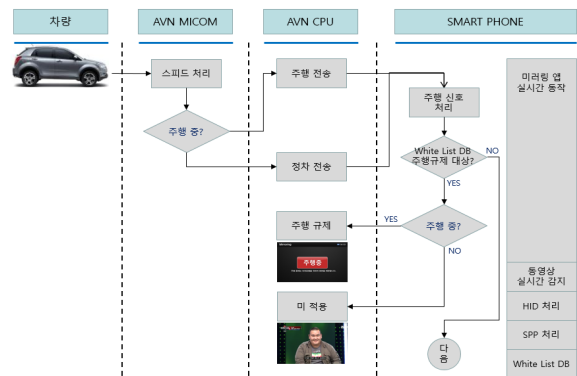 차량
AVN MICOM
AVN CPU
SMART PHONE
스피드 처리
주행 전송
미러링 앱
실시간 동작
주행 신호
처리
주행 중?
White List DB
주행규제 대상?
NO
정차 전송
YES
주행 규제
YES
주행 중?
주행중
NO
동영상
실시간 감지
미 적용
HID 처리
SPP 처리
다
음
White List DB